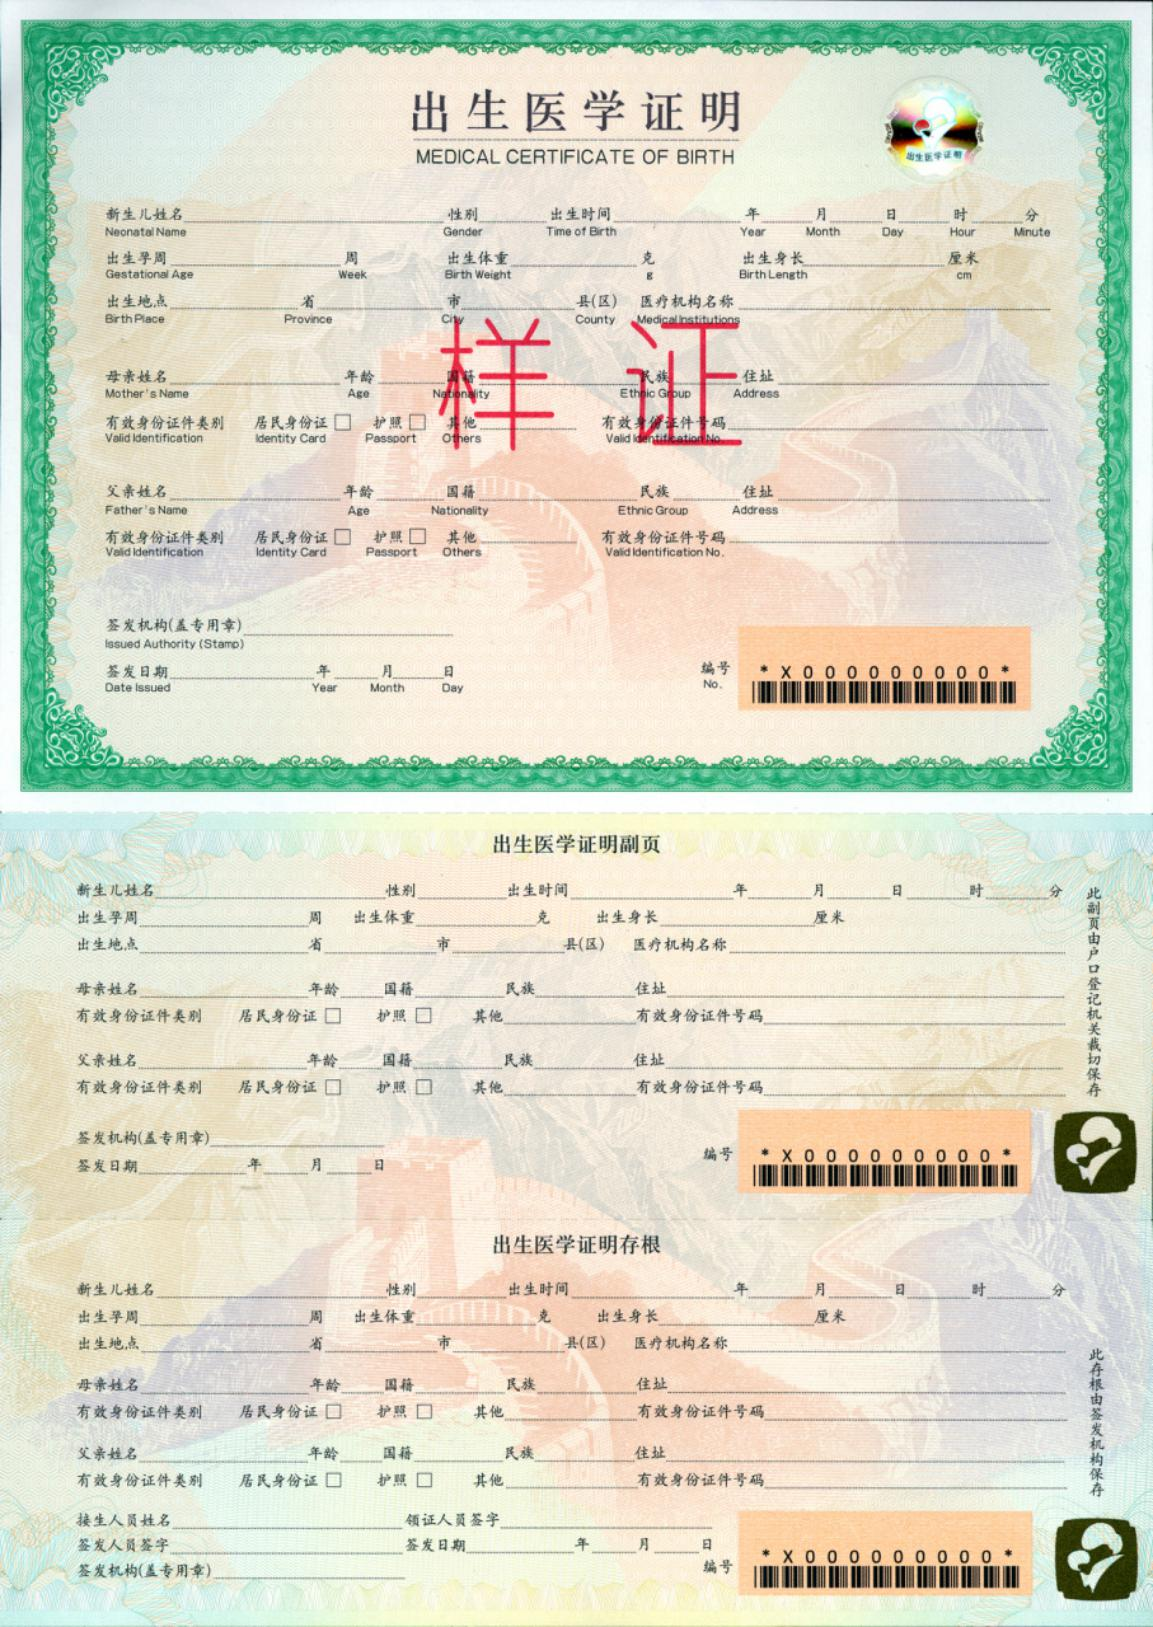 出生医学证明
MEDICAL CERTIFICATE OF BIRTH
出生医学证明
新生儿姓名 性别 出生时间 年 月 日 时 分
Neonatal Name Gender Time of Birth Year Month Day Hour Minute
出生孕周 周 出生体重 克 出生身长 厘米
Gestational Age Week Birth Weight g Birth Length cm
出生地点 省 市 县(区) 医疗机构名称
Birth Place Province City County Medical Institutions
样 证
母亲姓名 年龄 国籍 民族 住址
Mother's Name Age Nationality Ethnic Group Address
有效身份证件类别 居民身份证 护照 其他 有效身份证件号码
Valid Identification Identity Card Passport Others Valid Identification No.
父亲姓名 年龄 国籍 民族 住址
Father's Name Age Nationality Ethnic Group Address
有效身份证件类别 居民身份证 护照 其他 有效身份证件号码
Valid Identification Identity Card Passport Others Valid Identification No.
签发机构(盖专用章)
Issued Authority (Stamp)
签发日期 年 月 日 编号 *X000000000*
Date Issued Year Month Day No.
出生医学证明副页
新生儿姓名 性别 出生时间 年 月 日 时 分
出生孕周 周 出生体重 克 出生身长 厘米
出生地点 省 市 县(区) 医疗机构名称
母亲姓名 年龄 国籍 民族 住址
有效身份证件类别 居民身份证 护照 其他 有效身份证件号码
父亲姓名 年龄 国籍 民族 住址
有效身份证件类别 居民身份证 护照 其他 有效身份证件号码
签发机构(盖专用章)
签发日期 年 月 日 编号 *X000000000*
此副页由户口登记机关裁切保存
出生医学证明存根
新生儿姓名 性别 出生时间 年 月 日 时 分
出生孕周 周 出生体重 克 出生身长 厘米
出生地点 省 市 县(区) 医疗机构名称
母亲姓名 年龄 国籍 民族 住址
有效身份证件类别 居民身份证 护照 其他 有效身份证件号码
父亲姓名 年龄 国籍 民族 住址
有效身份证件类别 居民身份证 护照 其他 有效身份证件号码
接生人员姓名 领证人员签字
签发人员签字 签发日期 年 月 日
签发机构(盖专用章) 编号 *X000000000*
此存根由签发机构保存